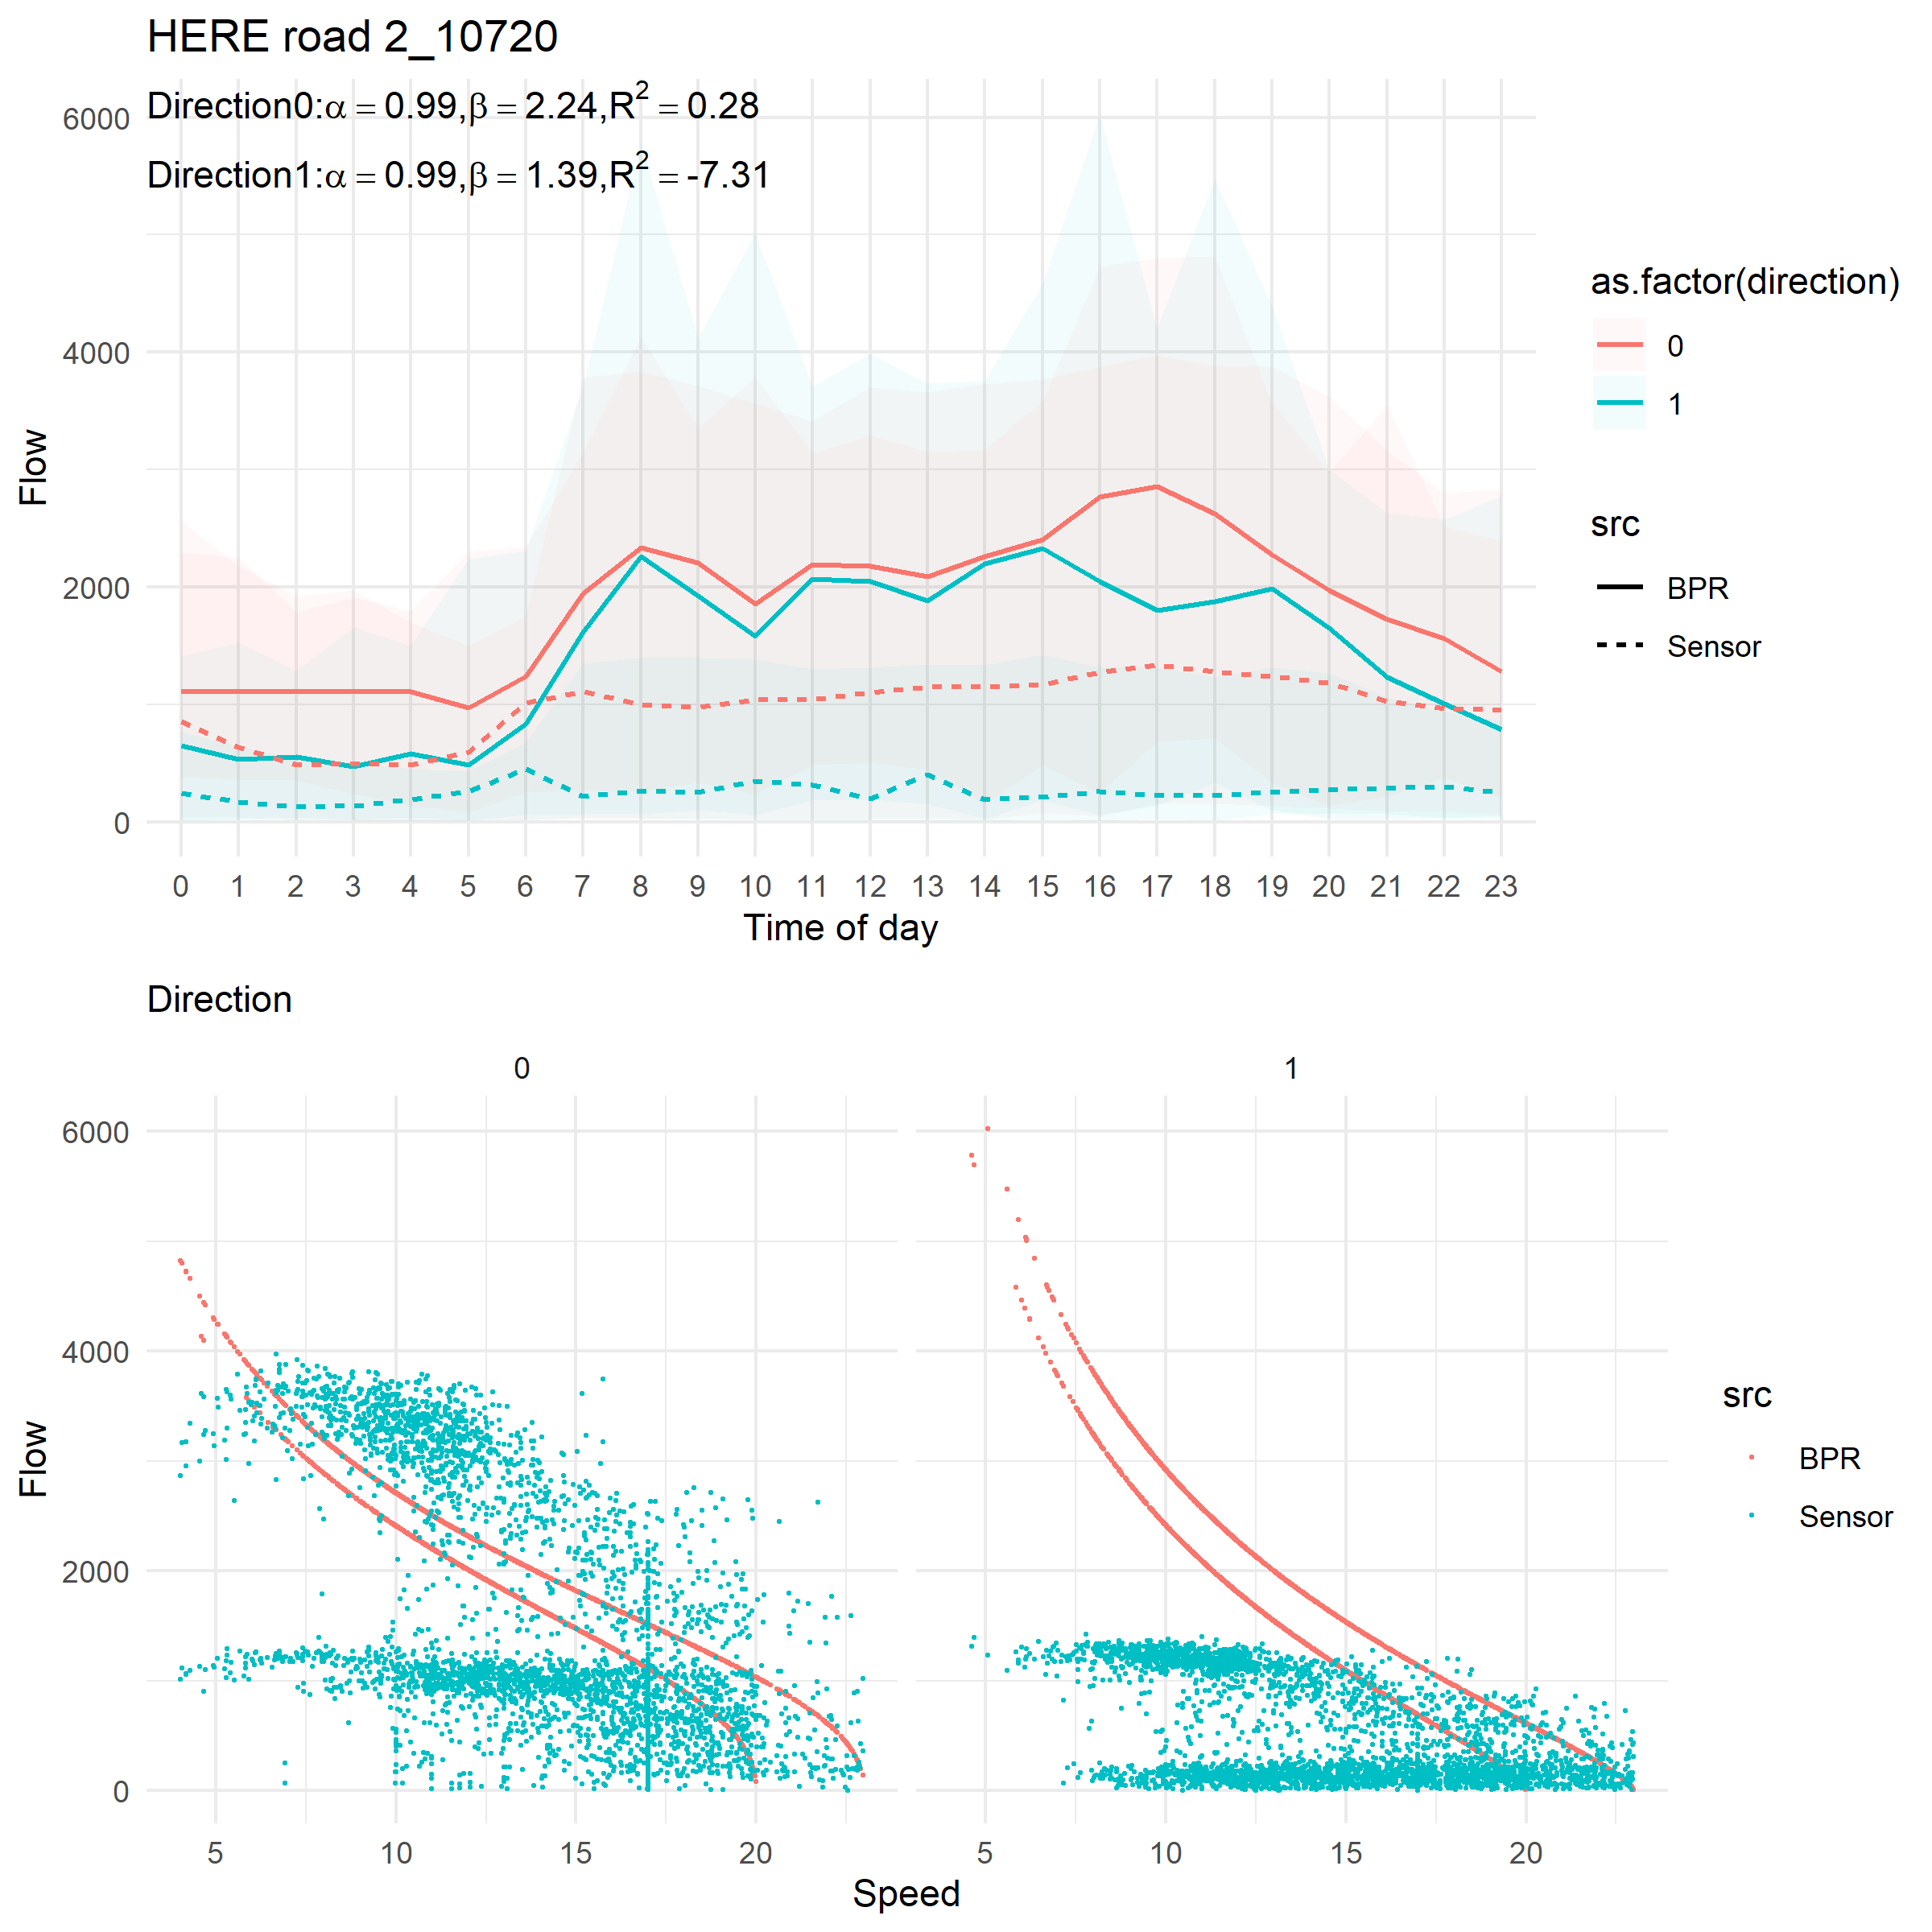 HERE road 2_10720
Direction0:α = 0.99,β = 2.24,R² = 0.28
Direction1:α = 0.99,β = 1.39,R² = -7.31
6000
4000
2000
0
Flow
0 1 2 3 4 5 6 7 8 9 10 11 12 13 14 15 16 17 18 19 20 21 22 23
Time of day
as.factor(direction)
0
1
src
BPR
Sensor
Direction
0 1
6000
4000
2000
0
Flow
5 10 15 20 5 10 15 20
Speed
src
BPR
Sensor